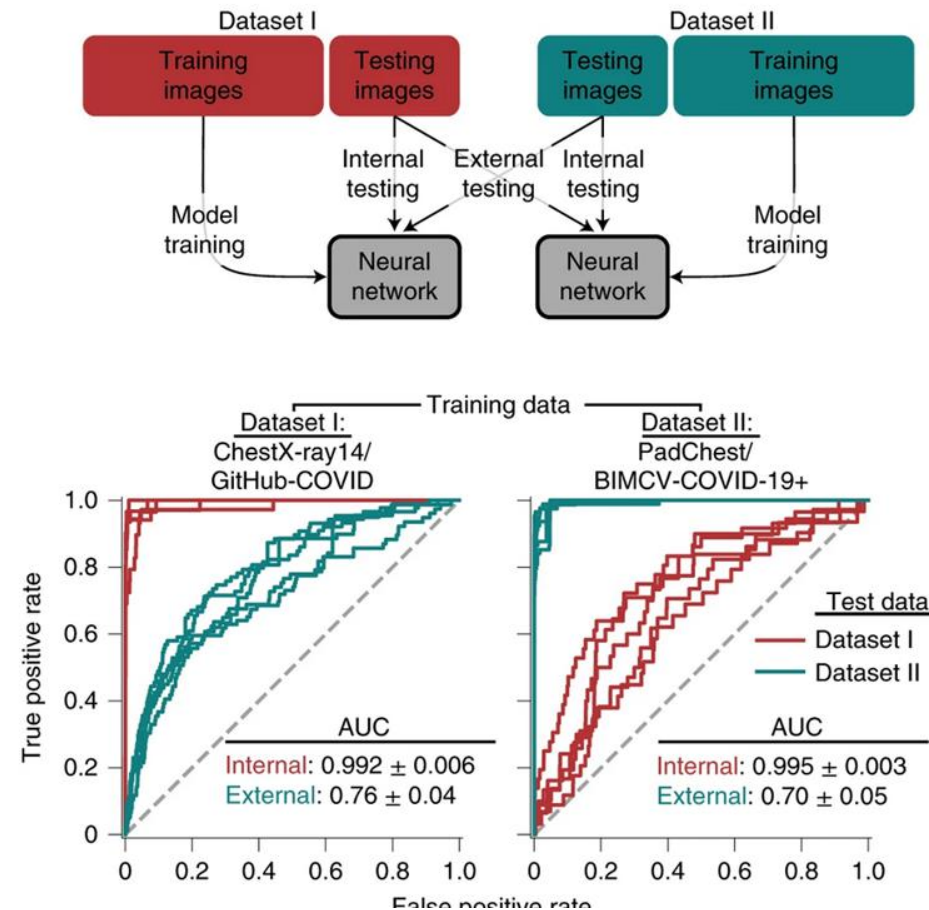 Dataset I
Dataset II
Training
images
Testing
images
Testing
images
Training
images
Internal
testing
External
testing
Internal
testing
Model
training
Model
training
Neural
network
Neural
network
Training data
Dataset I:
ChestX-ray14/
GitHub-COVID
Dataset II:
PadChest/
BIMCV-COVID-19+
True positive rate
1.0
0.8
0.6
0.4
0.2
0
AUC
Internal: 0.992 ± 0.006
External: 0.76 ± 0.04
Test data
Dataset I
Dataset II
AUC
Internal: 0.995 ± 0.003
External: 0.70 ± 0.05
0 0.2 0.4 0.6 0.8 1.0
0 0.2 0.4 0.6 0.8 1.0
False positive rate